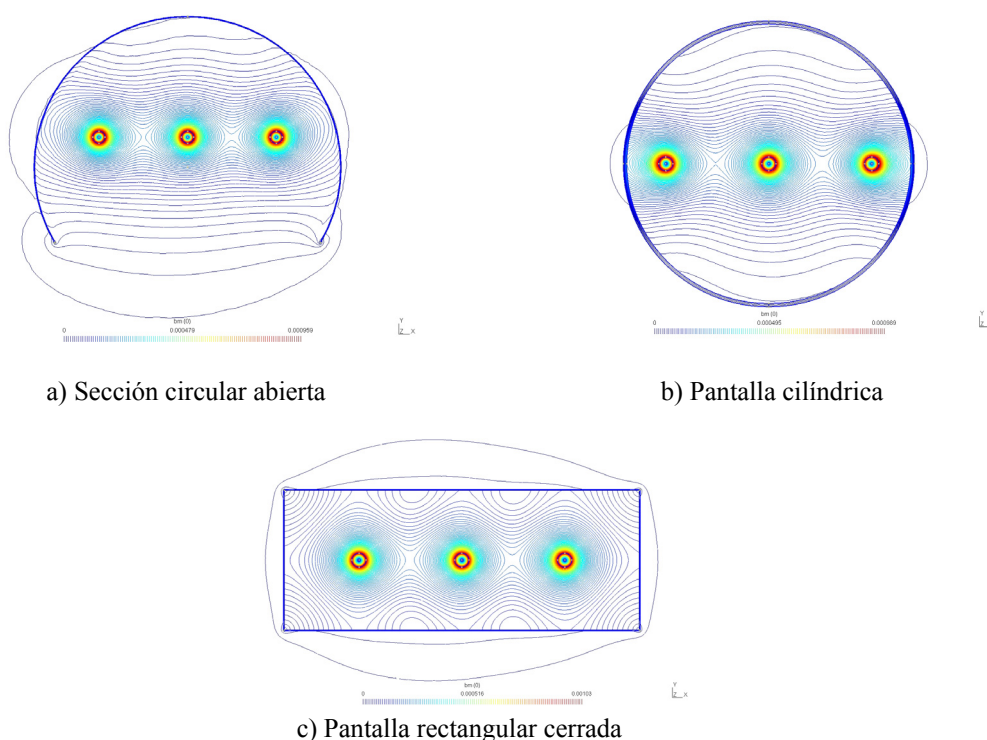 bm (0)
0 0.000479 0.000959
Y
Z X
bm (0)
0 0.000495 0.000989
Y
Z
a) Sección circular abierta
b) Pantalla cilíndrica
bm (0)
0 0.000516 0.00103
Y
Z X
c) Pantalla rectangular cerrada